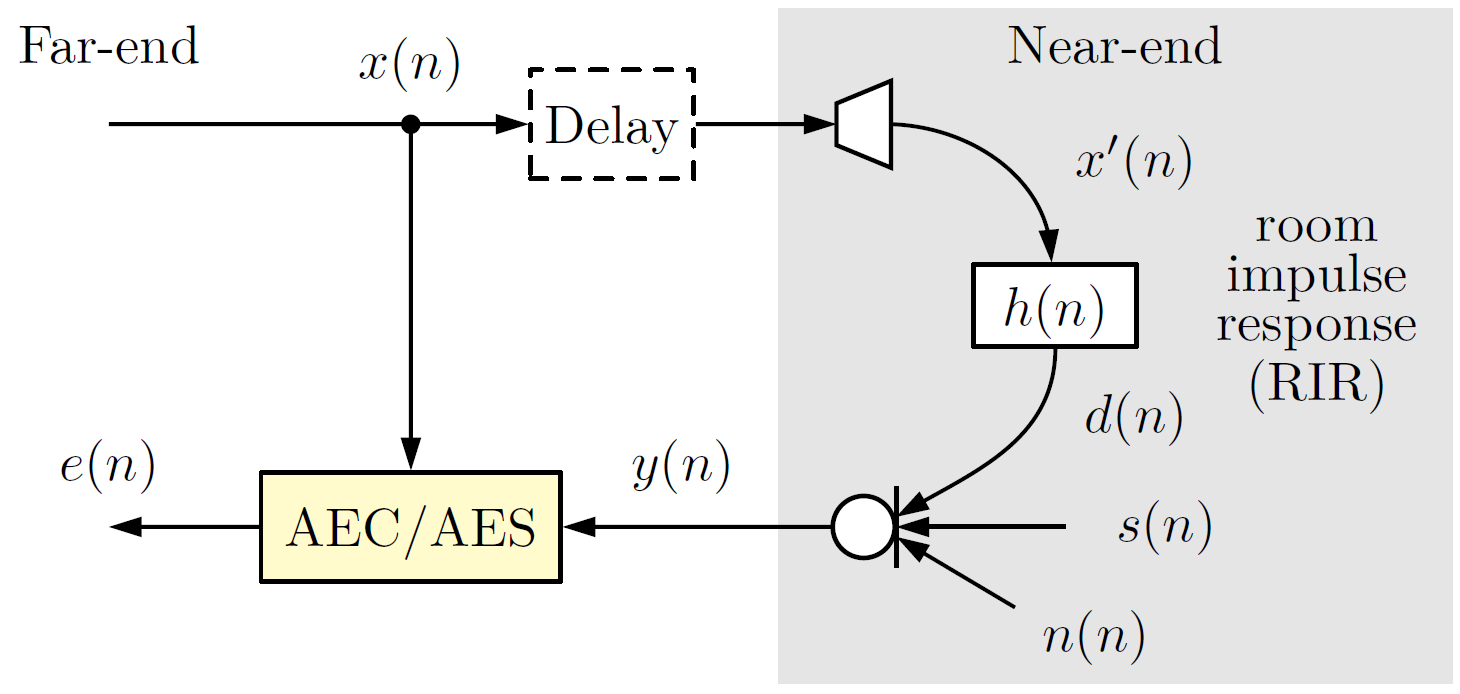 Far-end
x(n)
Near-end
Delay
x′(n)
room
impulse
response
(RIR)
h(n)
d(n)
e(n)
y(n)
AEC/AES
s(n)
n(n)